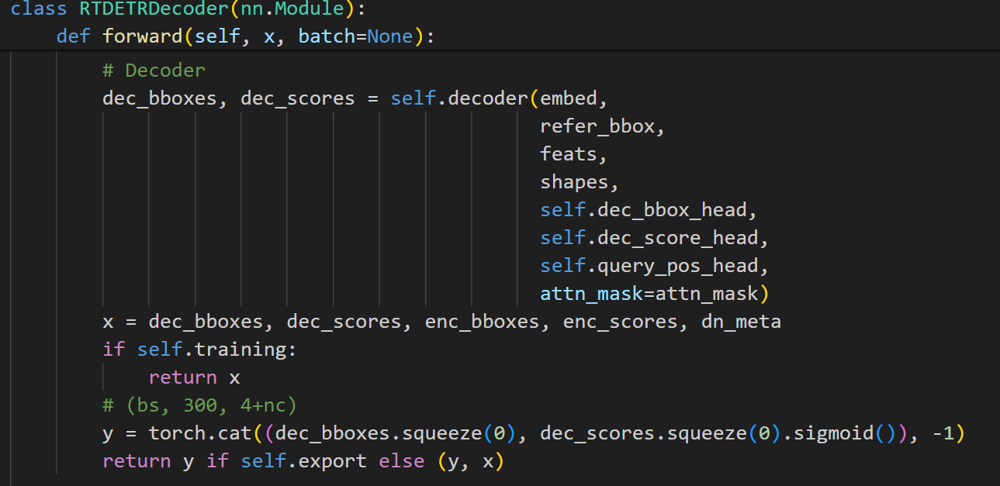 class RTDETRDecoder(nn.Module):
    def forward(self, x, batch=None):
        # Decoder
        dec_bboxes, dec_scores = self.decoder(embed,
                                              refer_bbox,
                                              feats,
                                              shapes,
                                              self.dec_bbox_head,
                                              self.dec_score_head,
                                              self.query_pos_head,
                                              attn_mask=attn_mask)
        x = dec_bboxes, dec_scores, enc_bboxes, enc_scores, dn_meta
        if self.training:
            return x
        # (bs, 300, 4+nc)
        y = torch.cat((dec_bboxes.squeeze(0), dec_scores.squeeze(0).sigmoid()), -1)
        return y if self.export else (y, x)